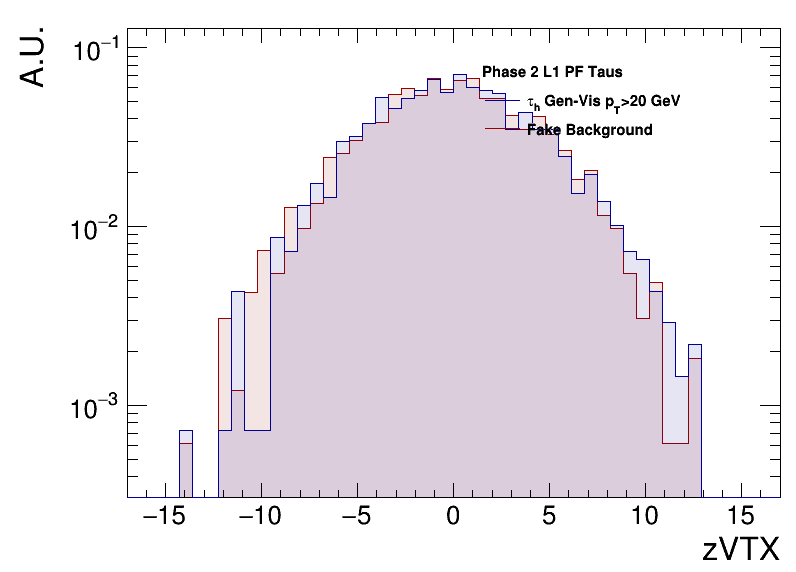 A.U.
10⁻¹
Phase 2 L1 PF Taus
τₕ Gen-Vis p_T>20 GeV
Fake Background
10⁻²
10⁻³
−15 −10 −5 0 5 10 15
zVTX